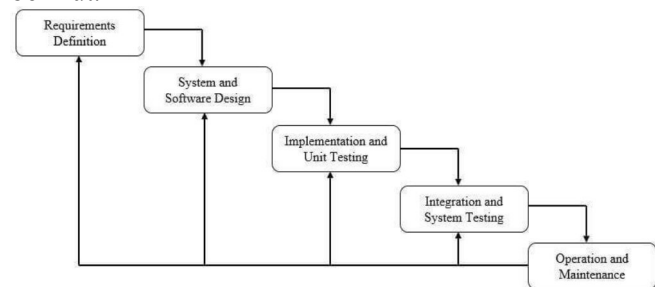 Requirements
Definition
System and
Software Design
Implementation and
Unit Testing
Integration and
System Testing
Operation and
Maintenance